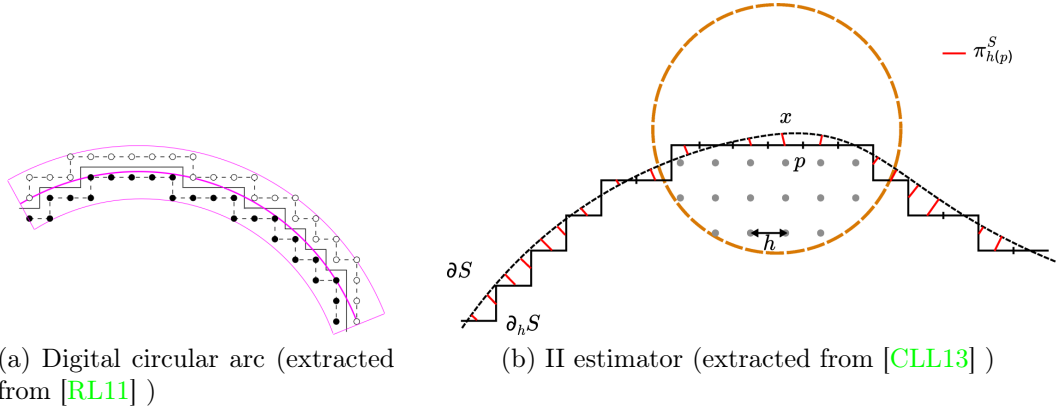 π^S_{h(p)}
x
p
h
∂S
∂_hS
(a) Digital circular arc (extracted
from [RL11] )
(b) II estimator (extracted from [CLL13] )